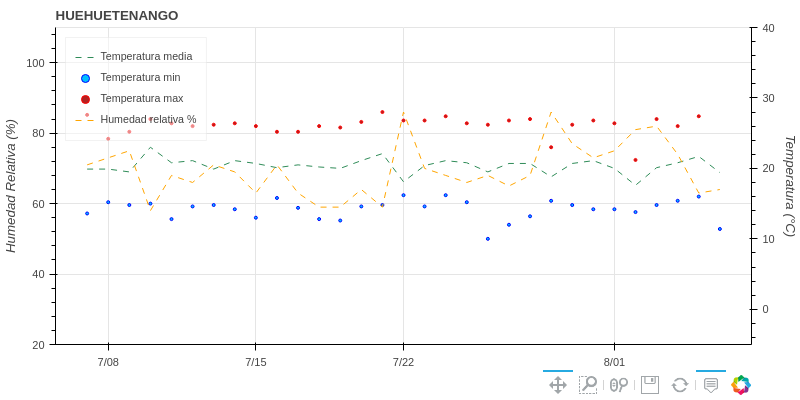 HUEHUETENANGO
Temperatura media
Temperatura min
Temperatura max
Humedad relativa %
Humedad Relativa (%)
100
80
60
40
20
Temperatura (°C)
40
30
20
10
0
7/08
7/15
7/22
8/01